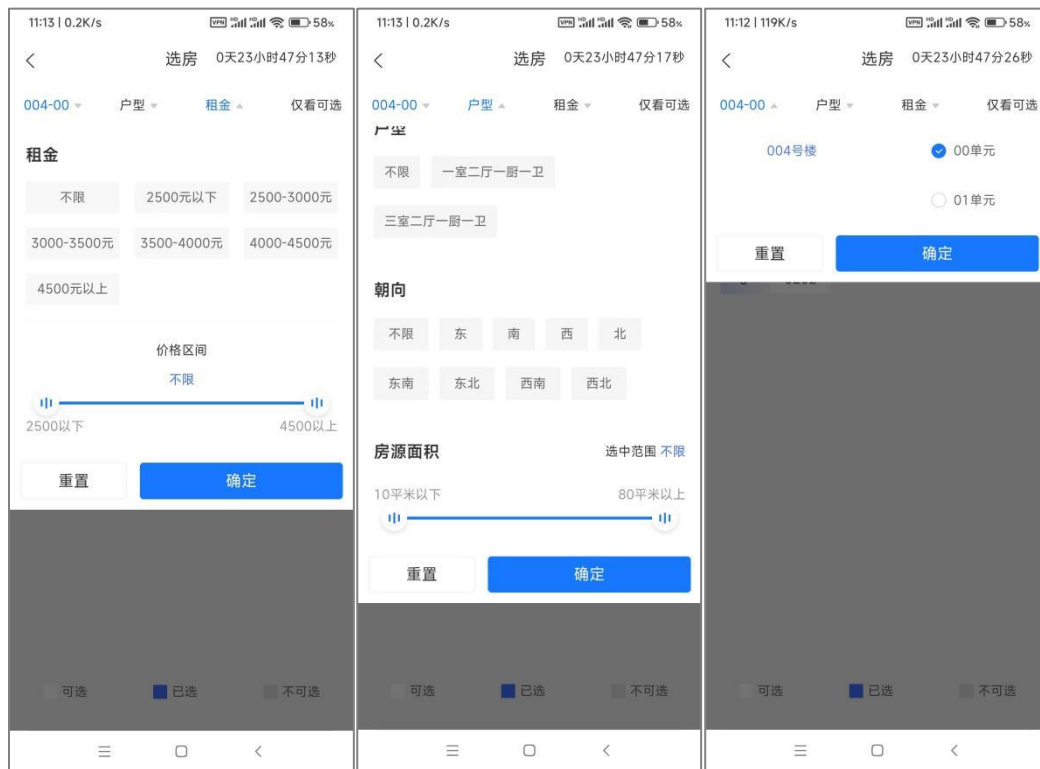 11:13 | 0.2K/s
VPN HD HD 58%
选房 0天23小时47分13秒
004-00 户型 租金 仅看可选
租金
不限 2500元以下 2500-3000元
3000-3500元 3500-4000元 4000-4500元
4500元以上
价格区间
不限
2500以下 4500以上
重置 确定
可选 已选 不可选
11:13 | 0.2K/s
VPN HD HD 58%
选房 0天23小时47分17秒
004-00 户型 租金 仅看可选
户型
不限 一室二厅一厨一卫
三室二厅一厨一卫
朝向
不限 东 南 西 北
东南 东北 西南 西北
房源面积 选中范围 不限
10平米以下 80平米以上
重置 确定
可选 已选 不可选
11:12 | 119K/s
VPN HD HD 58%
选房 0天23小时47分26秒
004-00 户型 租金 仅看可选
004号楼 00单元
01单元
重置 确定
可选 已选 不可选